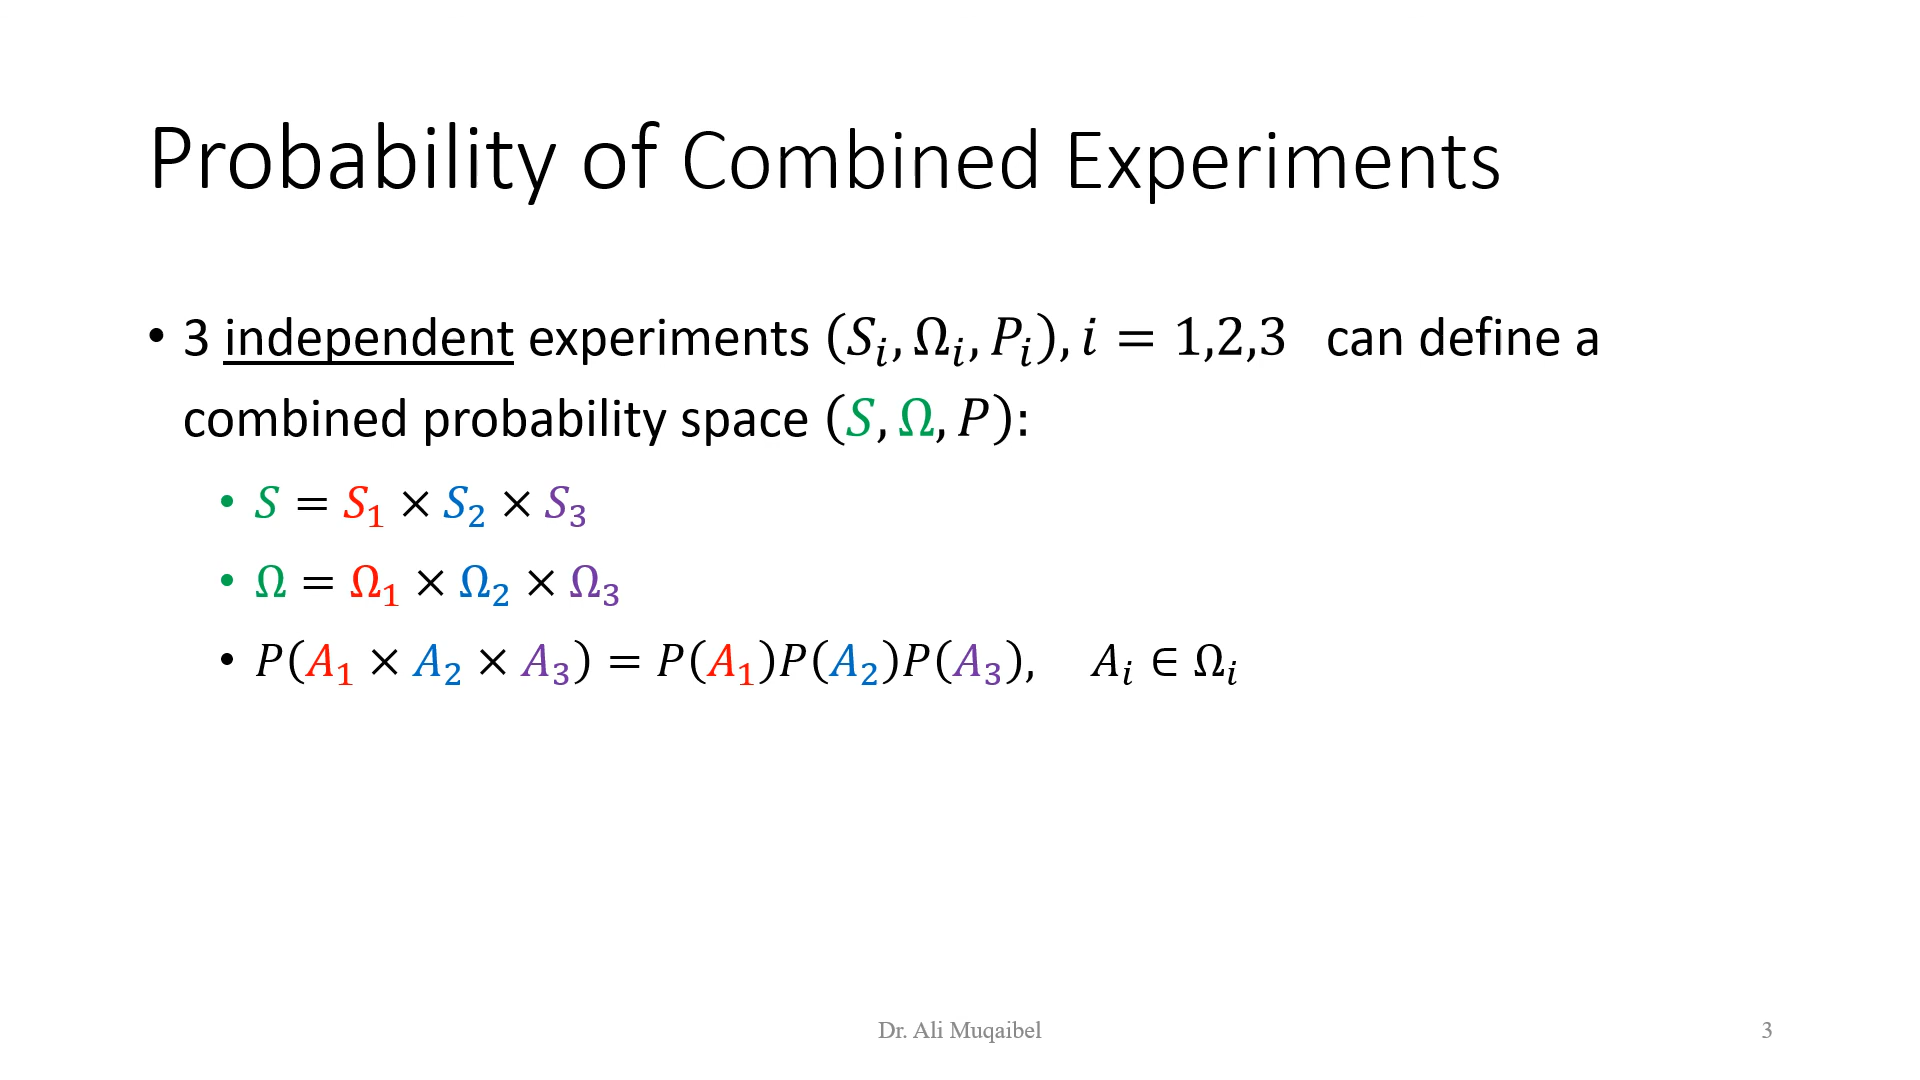 Probability of Combined Experiments
• 3 independent experiments (Sᵢ, Ωᵢ, Pᵢ), i = 1,2,3 can define a
combined probability space (S, Ω, P):
• S = S₁ × S₂ × S₃
• Ω = Ω₁ × Ω₂ × Ω₃
• P(A₁ × A₂ × A₃) = P(A₁)P(A₂)P(A₃), Aᵢ ∈ Ωᵢ
Dr. Ali Muqaibel
3